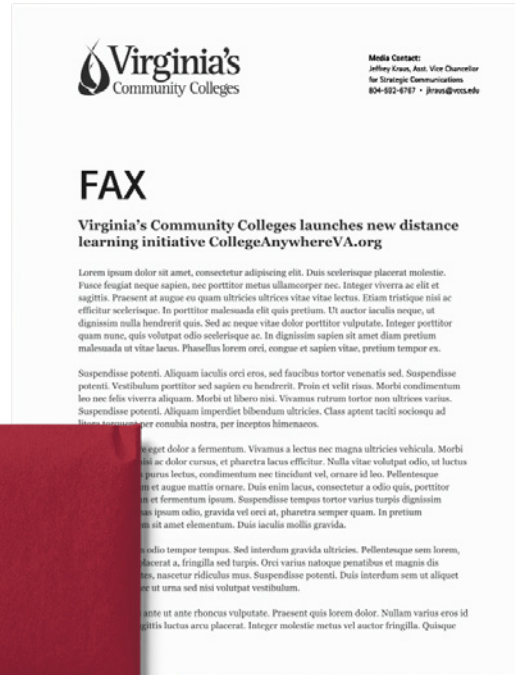 Virginia's
Community Colleges
Media Contact:
Jeffrey Kraus, Asst. Vice Chancellor
for Strategic Communications
804-592-6767 • jkraus@vccs.edu
FAX
Virginia's Community Colleges launches new distance
learning initiative CollegeAnywhereVA.org
Lorem ipsum dolor sit amet, consectetur adipiscing elit. Duis scelerisque placerat molestie.
Fusce feugiat neque sapien, nec porttitor metus ullamcorper nec. Integer viverra ac elit et
sagittis. Praesent at augue eu quam ultricies ultrices vitae vitae lectus. Etiam tristique nisi ac
efficitur scelerisque. In porttitor malesuada elit quis pretium. Ut auctor iaculis neque, ut
dignissim nulla hendrerit quis. Sed ac neque vitae dolor porttitor vulputate. Integer porttitor
quam nunc, quis volutpat odio scelerisque ac. In dignissim sapien sit amet diam pretium
malesuada ut vitae lacus. Phasellus lorem orci, congue et sapien vitae, pretium tempor ex.
Suspendisse potenti. Aliquam iaculis orci eros, sed faucibus tortor venenatis sed. Suspendisse
potenti. Vestibulum porttitor sed sapien eu hendrerit. Proin et velit risus. Morbi condimentum
leo nec felis viverra aliquam. Morbi ut libero nisi. Vivamus rutrum tortor non ultrices varius.
Suspendisse potenti. Aliquam imperdiet bibendum ultricies. Class aptent taciti sociosqu ad
litora torquent per conubia nostra, per inceptos himenaeos.
eget dolor a fermentum. Vivamus a lectus nec magna ultricies vehicula. Morbi
ac dolor cursus, et pharetra lacus efficitur. Nulla vitae volutpat odio, ut luctus
purus lectus, condimentum nec tincidunt vel, ornare id leo. Pellentesque
et augue mattis ornare. Duis enim lacus, consectetur a odio quis, porttitor
et fermentum ipsum. Suspendisse tempus tortor varius turpis dignissim
ipsum odio, gravida vel orci at, pharetra semper quam. In pretium
sit amet elementum. Duis iaculis mollis gravida.
odio tempor tempus. Sed interdum gravida ultricies. Pellentesque sem lorem,
placerat a, fringilla sed turpis. Orci varius natoque penatibus et magnis dis
nascetur ridiculus mus. Suspendisse potenti. Duis interdum sem ut aliquet
ut urna sed nisi volutpat vestibulum.
ante ut ante rhoncus vulputate. Praesent quis lorem dolor. Nullam varius eros id
luctus arcu placerat. Integer molestie metus vel auctor fringilla. Quisque